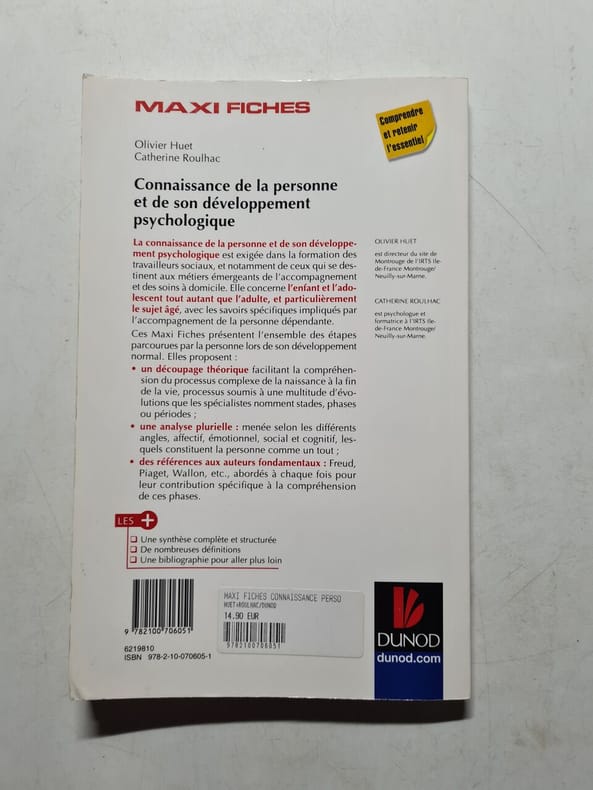 MAXI FICHES
Comprendre
et retenir
l'essentiel
Olivier Huet
Catherine Roulhac
Connaissance de la personne
et de son développement
psychologique
La connaissance de la personne et de son développe-
ment psychologique est exigée dans la formation des
travailleurs sociaux, et notamment de ceux qui se des-
tinent aux métiers émergeants de l'accompagnement
et des soins à domicile. Elle concerne l'enfant et l'ado-
lescent tout autant que l'adulte, et particulièrement
le sujet âgé, avec les savoirs spécifiques impliqués par
l'accompagnement de la personne dépendante.
Ces Maxi Fiches présentent l'ensemble des étapes
parcourues par la personne lors de son développement
normal. Elles proposent :
• un découpage théorique facilitant la compréhen-
sion du processus complexe de la naissance à la fin
de la vie, processus soumis à une multitude d'évo-
lutions que les spécialistes nomment stades, phases
ou périodes ;
• une analyse plurielle : menée selon les différents
angles, affectif, émotionnel, social et cognitif, les-
quels constituent la personne comme un tout ;
• des références aux auteurs fondamentaux : Freud,
Piaget, Wallon, etc., abordés à chaque fois pour
leur contribution spécifique à la compréhension
de ces phases.
OLIVIER HUET
est directeur du site de
Montrouge de l'IRTS Ile-
de-France Montrouge/
Neuilly-sur-Marne.
CATHERINE ROULHAC
est psychologue et
formatrice à l'IRTS Ile-
de-France Montrouge/
Neuilly-sur-Marne.
LES +
❑ Une synthèse complète et structurée
❑ De nombreuses définitions
❑ Une bibliographie pour aller plus loin
9 782100 706051
6219810
ISBN 978-2-10-070605-1
MAXI FICHES CONNAISSANCE PERSO
HUET+ROULHAC/DUNOD
14.90 EUR
9782100706051
DUNOD
dunod.com